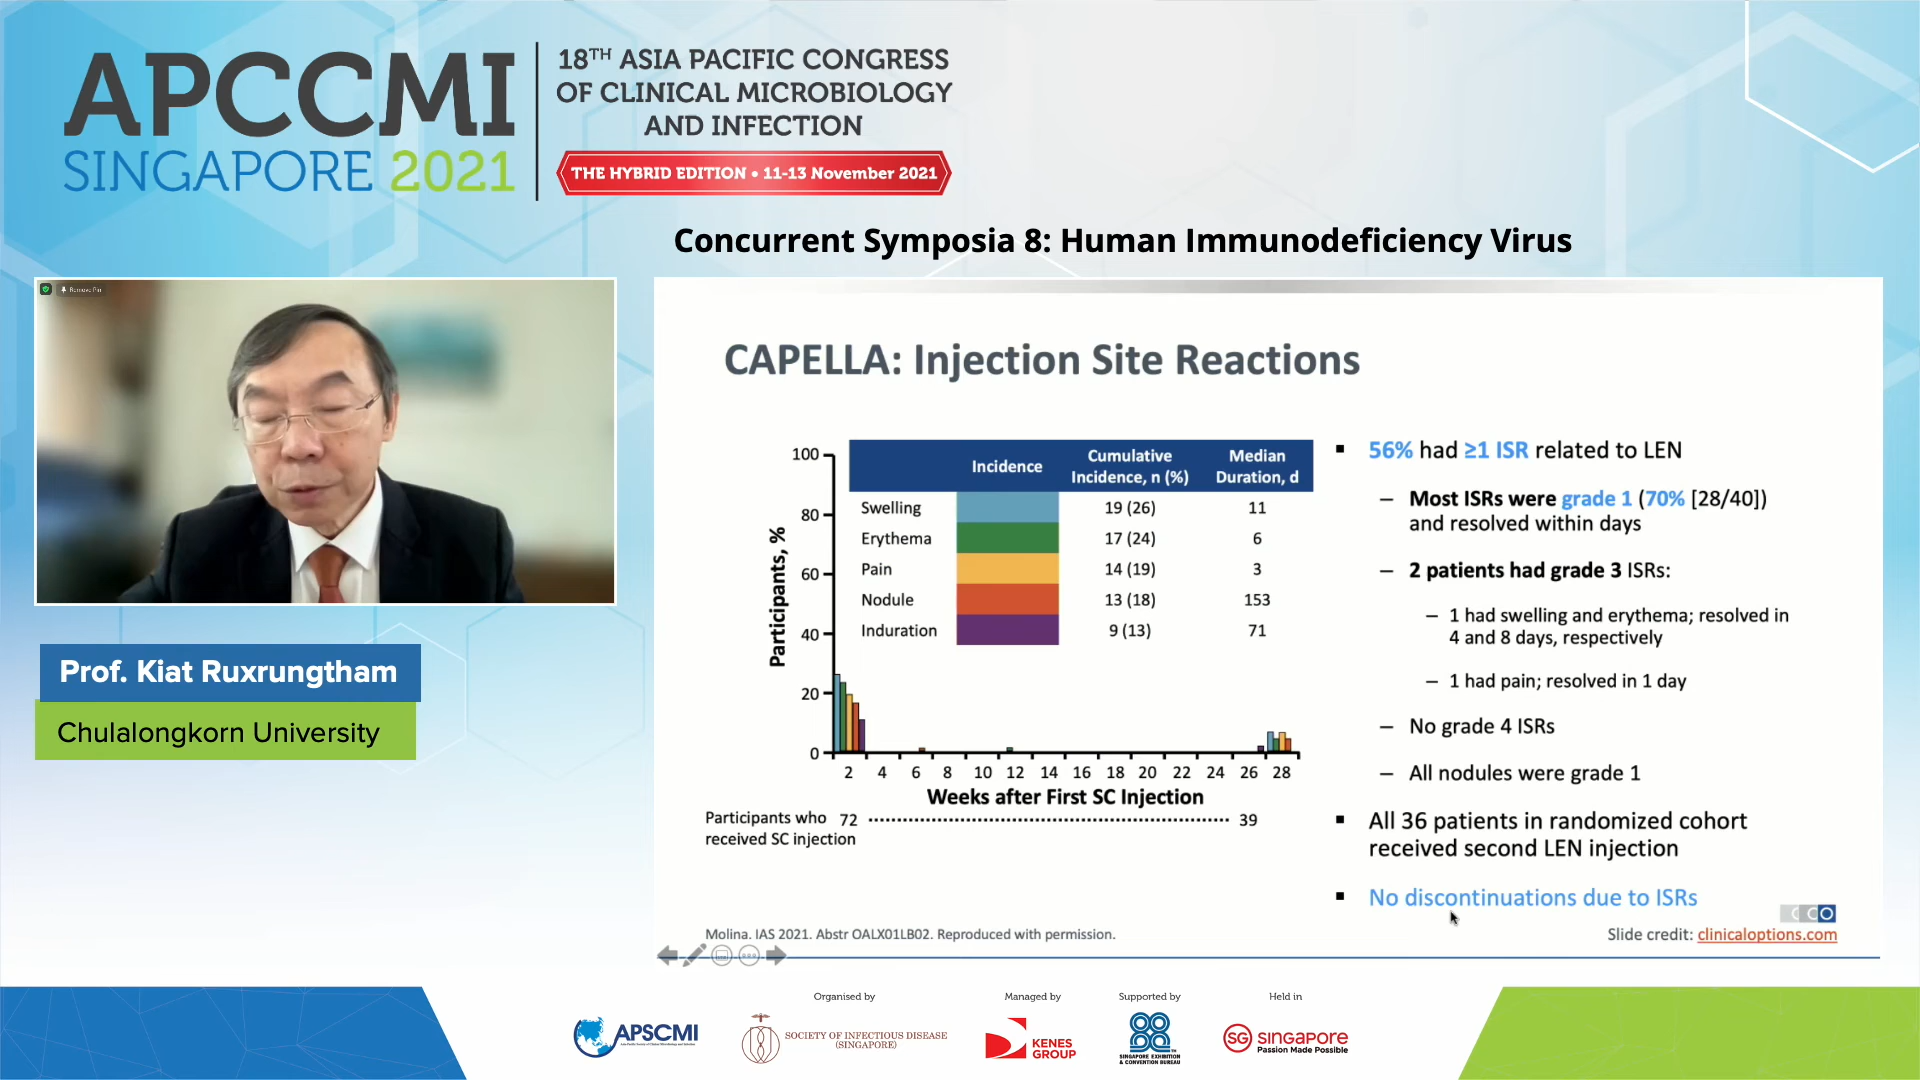 APCCMI
SINGAPORE 2021
18TH ASIA PACIFIC CONGRESS
OF CLINICAL MICROBIOLOGY
AND INFECTION
THE HYBRID EDITION • 11-13 November 2021
Concurrent Symposia 8: Human Immunodeficiency Virus
Remove Pin
Prof. Kiat Ruxrungtham
Chulalongkorn University
CAPELLA: Injection Site Reactions
Participants, %
100
80
60
40
20
0
Incidence Cumulative Incidence, n (%) Median Duration, d
Swelling 19 (26) 11
Erythema 17 (24) 6
Pain 14 (19) 3
Nodule 13 (18) 153
Induration 9 (13) 71
2 4 6 8 10 12 14 16 18 20 22 24 26 28
Weeks after First SC Injection
Participants who 72 39
received SC injection
▪ 56% had ≥1 ISR related to LEN
– Most ISRs were grade 1 (70% [28/40])
and resolved within days
– 2 patients had grade 3 ISRs:
– 1 had swelling and erythema; resolved in
4 and 8 days, respectively
– 1 had pain; resolved in 1 day
– No grade 4 ISRs
– All nodules were grade 1
▪ All 36 patients in randomized cohort
received second LEN injection
▪ No discontinuations due to ISRs
CCO
Molina. IAS 2021. Abstr OALX01LB02. Reproduced with permission.
Slide credit: clinicaloptions.com
Organised by
Managed by
Supported by
Held in
APSCMI
SOCIETY OF INFECTIOUS DISEASE
(SINGAPORE)
KENES
GROUP
SINGAPORE EXHIBITION
& CONVENTION BUREAU
SG SINGAPORE
Passion Made Possible